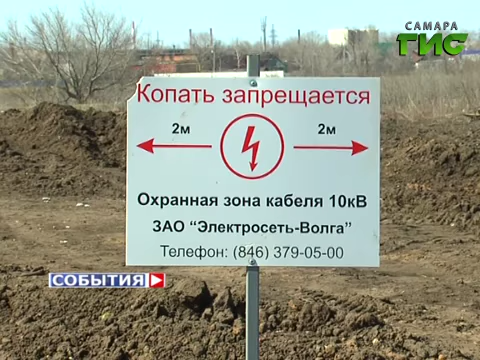 САМАРА
ГИС
Копать запрещается
2м
2м
Охранная зона кабеля 10кВ
ЗАО “Электросеть-Волга”
Телефон: (846) 379-05-00
СОБЫТИЯ